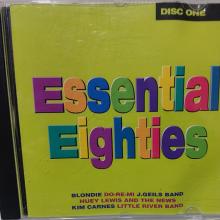 DISC ONE
Essential
Eighties
BLONDIE DO-RE-MI J.GEILS BAND
HUEY LEWIS AND THE NEWS
KIM CARNES LITTLE RIVER BAND